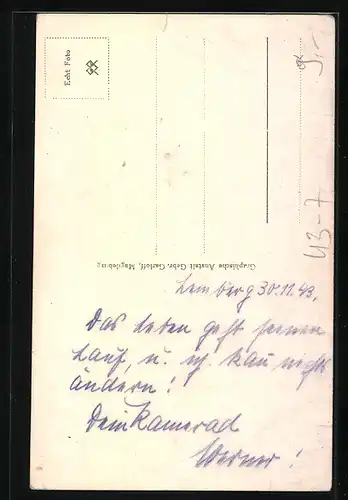 Echt Foto
Graphische Anstalt Gebr. Garloff, Magdeburg
43-7
Lemberg 30.11.43.
Das Leben geht seinen
Lauf, u. ich kan nichts
ändern!
Dein Kamerad
Werner!